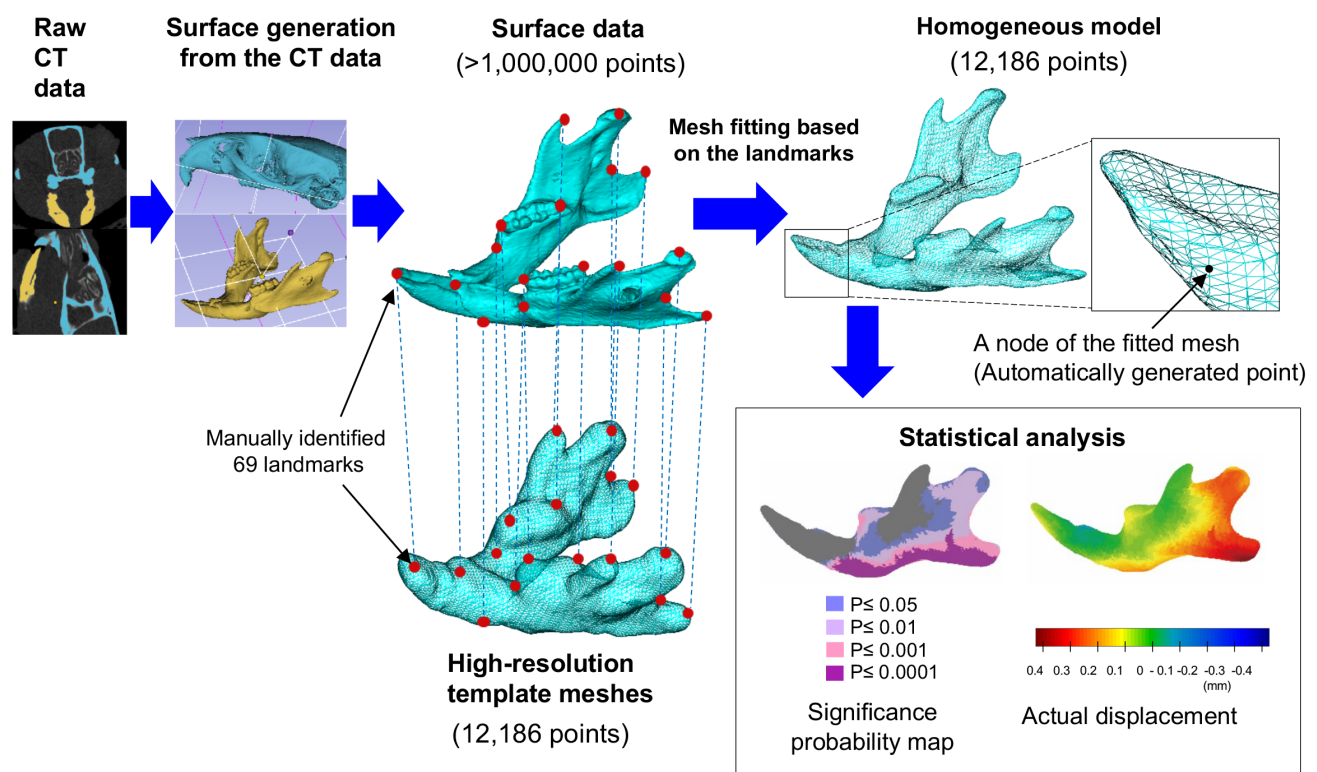 Raw
CT
data
Surface generation
from the CT data
Surface data
(>1,000,000 points)
Homogeneous model
(12,186 points)
Mesh fitting based
on the landmarks
A node of the fitted mesh
(Automatically generated point)
Manually identified
69 landmarks
High-resolution
template meshes
(12,186 points)
Statistical analysis
P≤ 0.05
P≤ 0.01
P≤ 0.001
P≤ 0.0001
Significance
probability map
0.4 0.3 0.2 0.1 0 - 0.1 -0.2 -0.3 -0.4
(mm)
Actual displacement